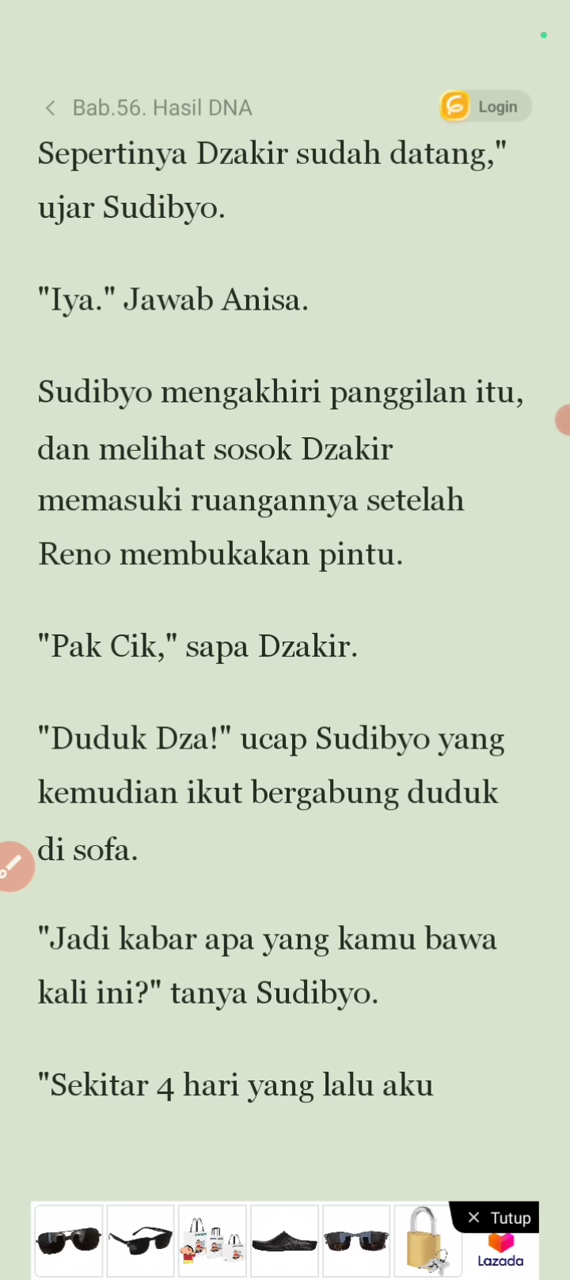 Bab.56. Hasil DNA
Login
Sepertinya Dzakir sudah datang,"
ujar Sudibyo.
"Iya." Jawab Anisa.
Sudibyo mengakhiri panggilan itu,
dan melihat sosok Dzakir
memasuki ruangannya setelah
Reno membukakan pintu.
"Pak Cik," sapa Dzakir.
"Duduk Dza!" ucap Sudibyo yang
kemudian ikut bergabung duduk
di sofa.
"Jadi kabar apa yang kamu bawa
kali ini?" tanya Sudibyo.
"Sekitar 4 hari yang lalu aku
Tutup
Lazada